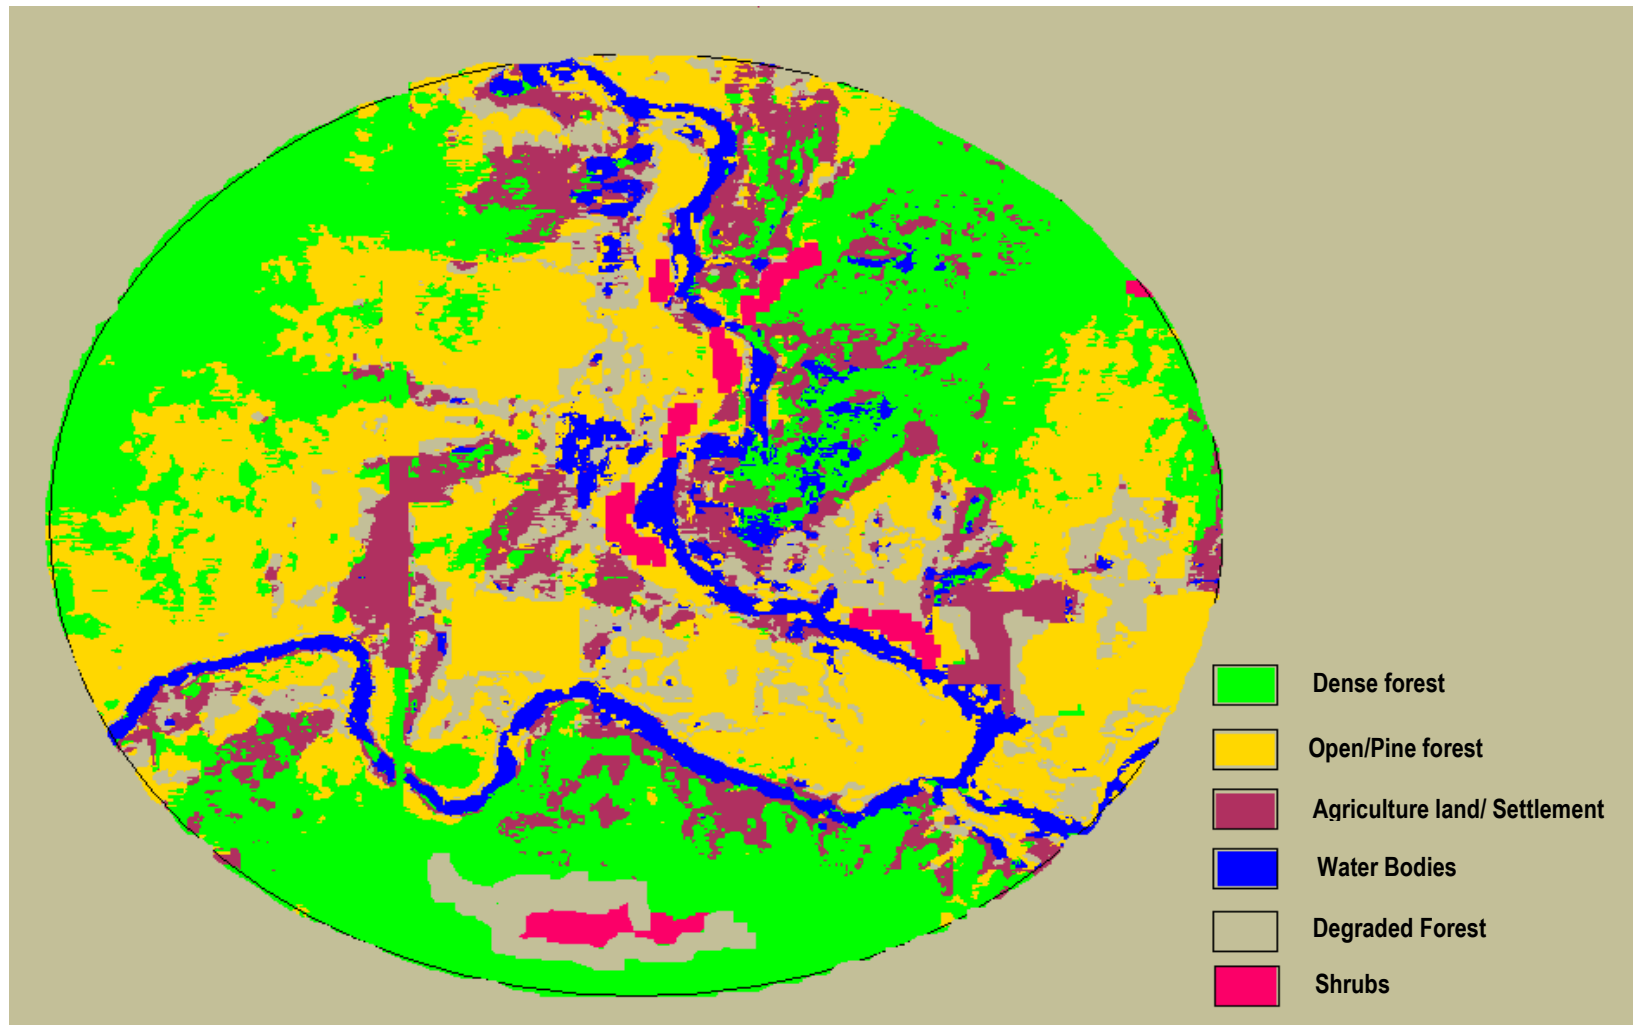 Dense forest
Open/Pine forest
Agriculture land/ Settlement
Water Bodies
Degraded Forest
Shrubs